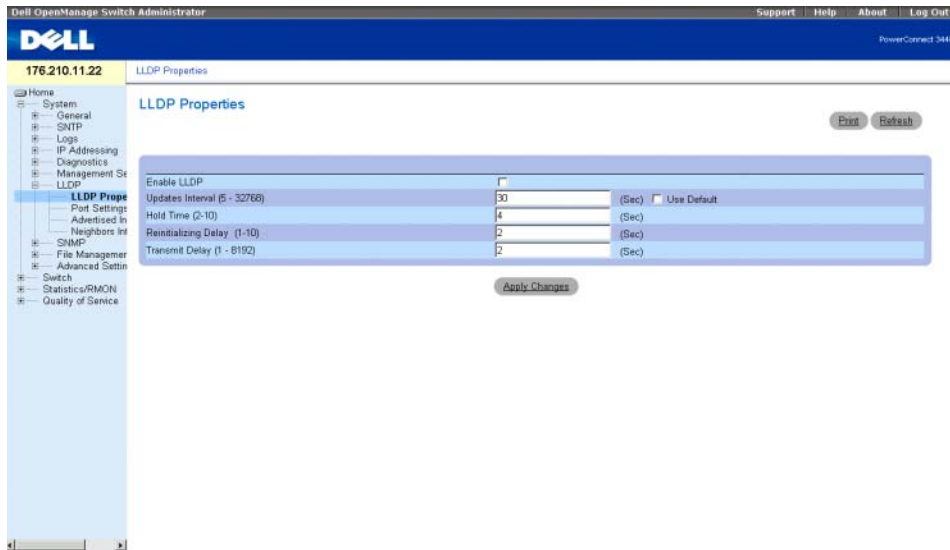 Dell OpenManage Switch Administrator
Support Help About Log Out
DELL
PowerConnect 344
176.210.11.22
LLDP Properties
Home
System
General
SNTP
Logs
IP Addressing
Diagnostics
Management Se
LLDP
LLDP Prope
Port Settings
Advertised In
Neighbors Int
SNMP
File Managemer
Advanced Settin
Switch
Statistics/RMON
Quality of Service
LLDP Properties
Print Refresh
Enable LLDP
Updates Interval (5 - 32768) 30 (Sec) Use Default
Hold Time (2-10) 4 (Sec)
Reinitializing Delay (1-10) 2 (Sec)
Transmit Delay (1 - 8192) 2 (Sec)
Apply Changes